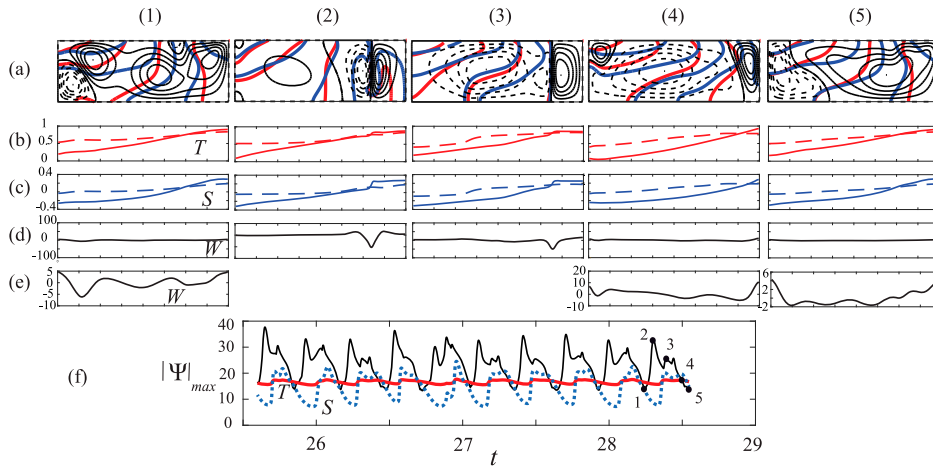 (1) (2) (3) (4) (5)
(a)
(b) 1 0.5 0 T
(c) 0.4 0 -0.4 S
(d) 100 0 -100 W
(e) 5 0 -5 -10 W 20 10 0 -10 6 2 -2
(f) |Ψ|max 40 30 20 10 0 T S 1 2 3 4 5
26 27 28 29
t